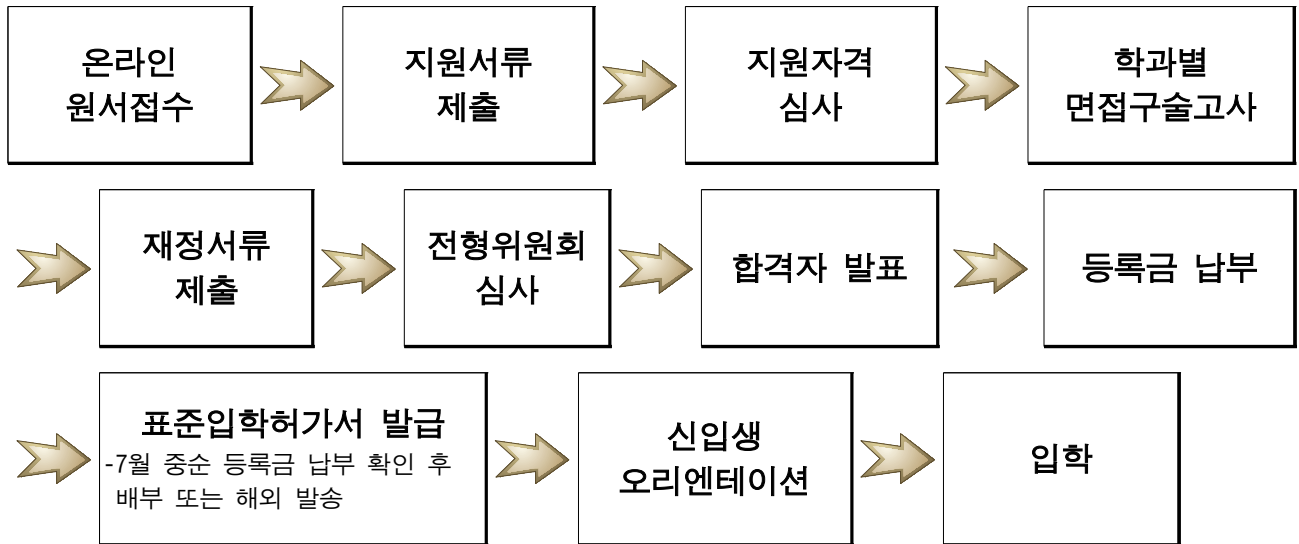 온라인
원서접수
지원서류
제출
지원자격
심사
학과별
면접구술고사
재정서류
제출
전형위원회
심사
합격자 발표
등록금 납부
표준입학허가서 발급
-7월 중순 등록금 납부 확인 후
배부 또는 해외 발송
신입생
오리엔테이션
입학